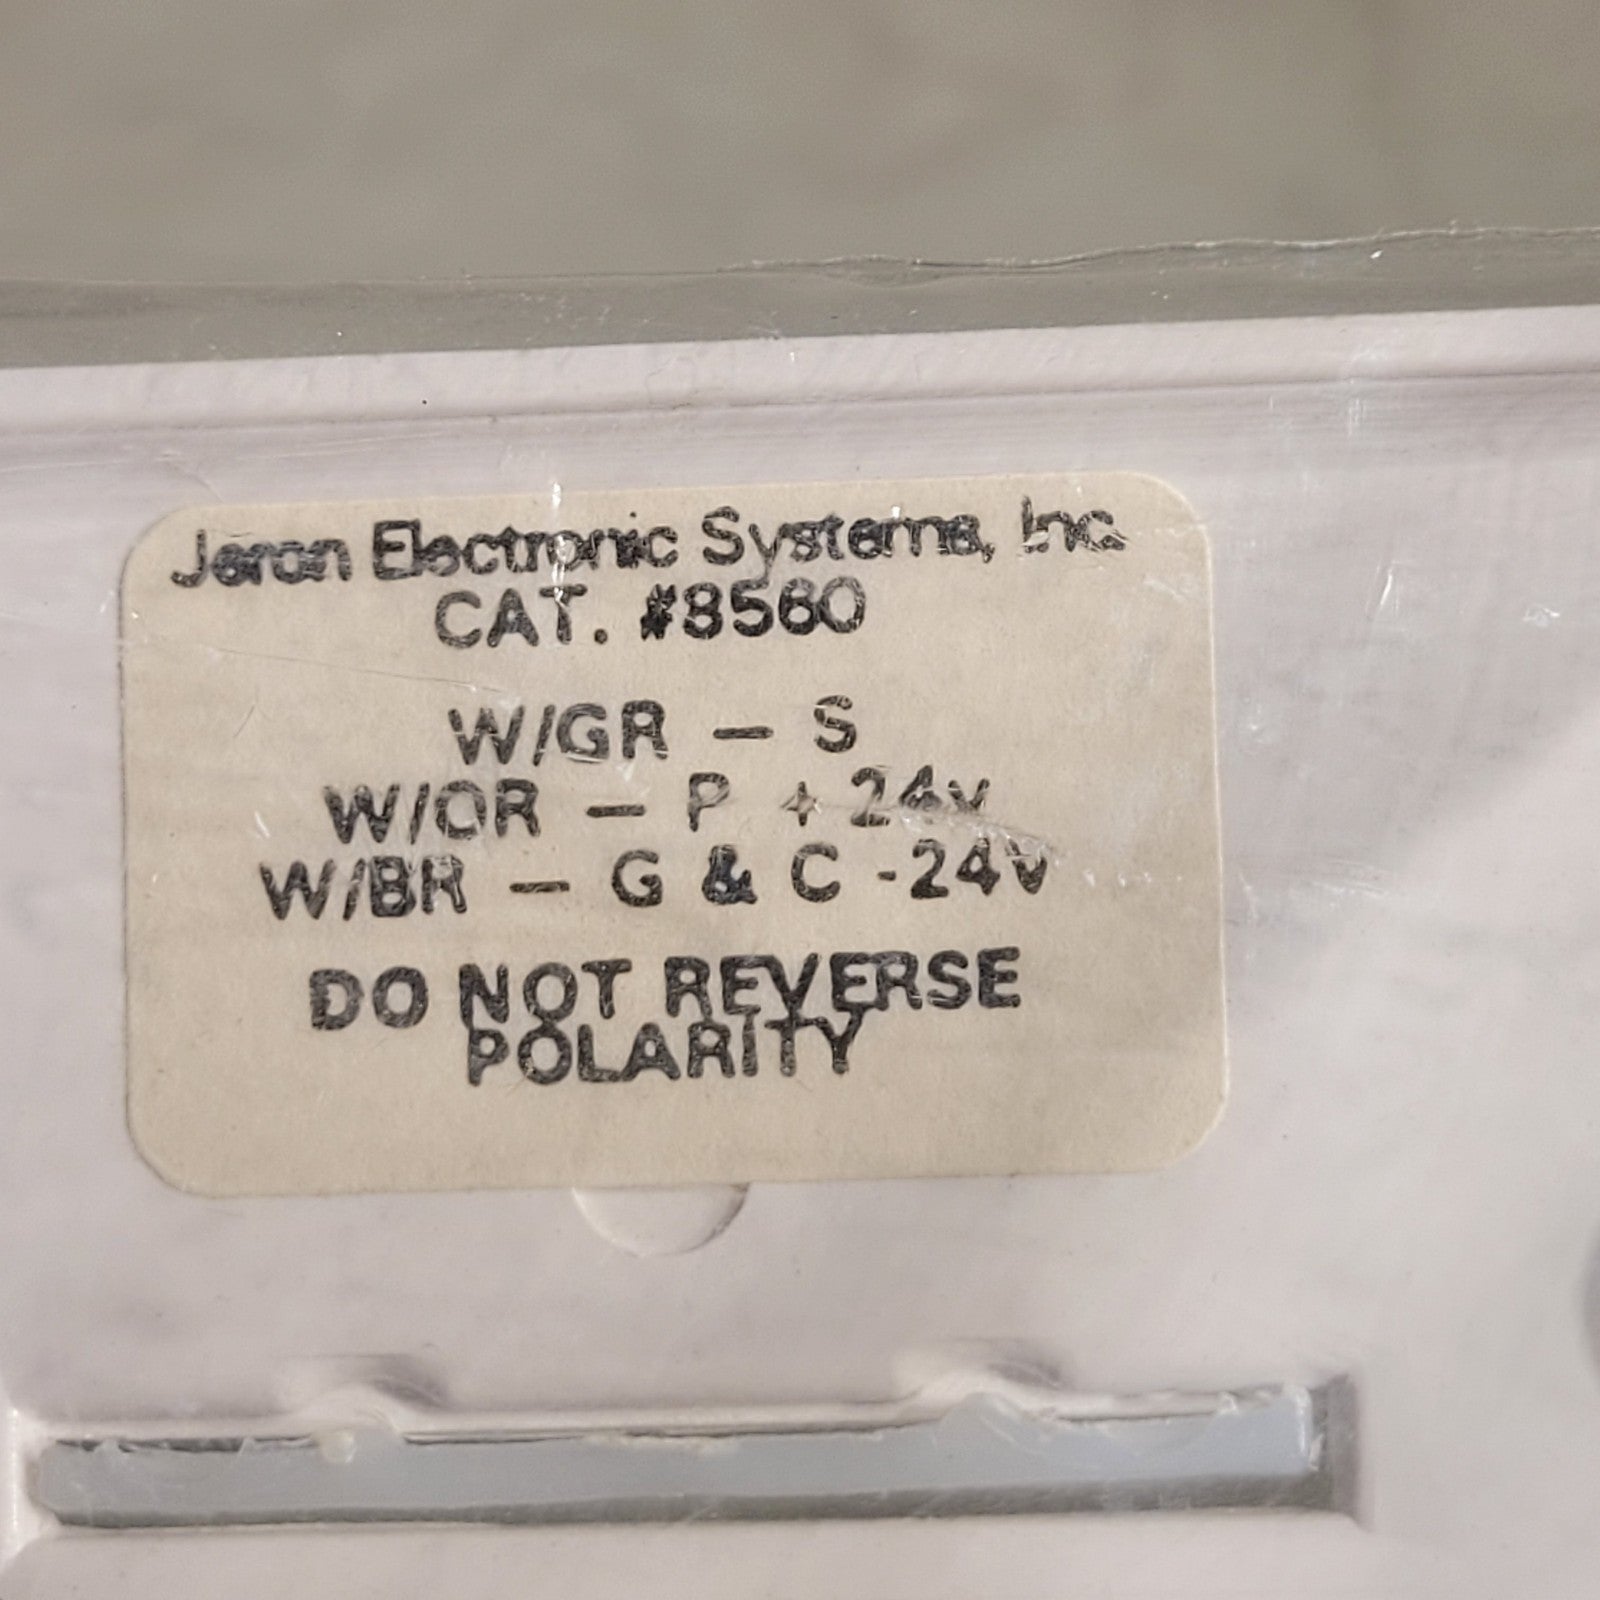 Jeron Electronic Systems, Inc.
CAT. #8560
W/GR – S
W/OR – P + 24v
W/BR – G & C -24v
DO NOT REVERSE
POLARITY